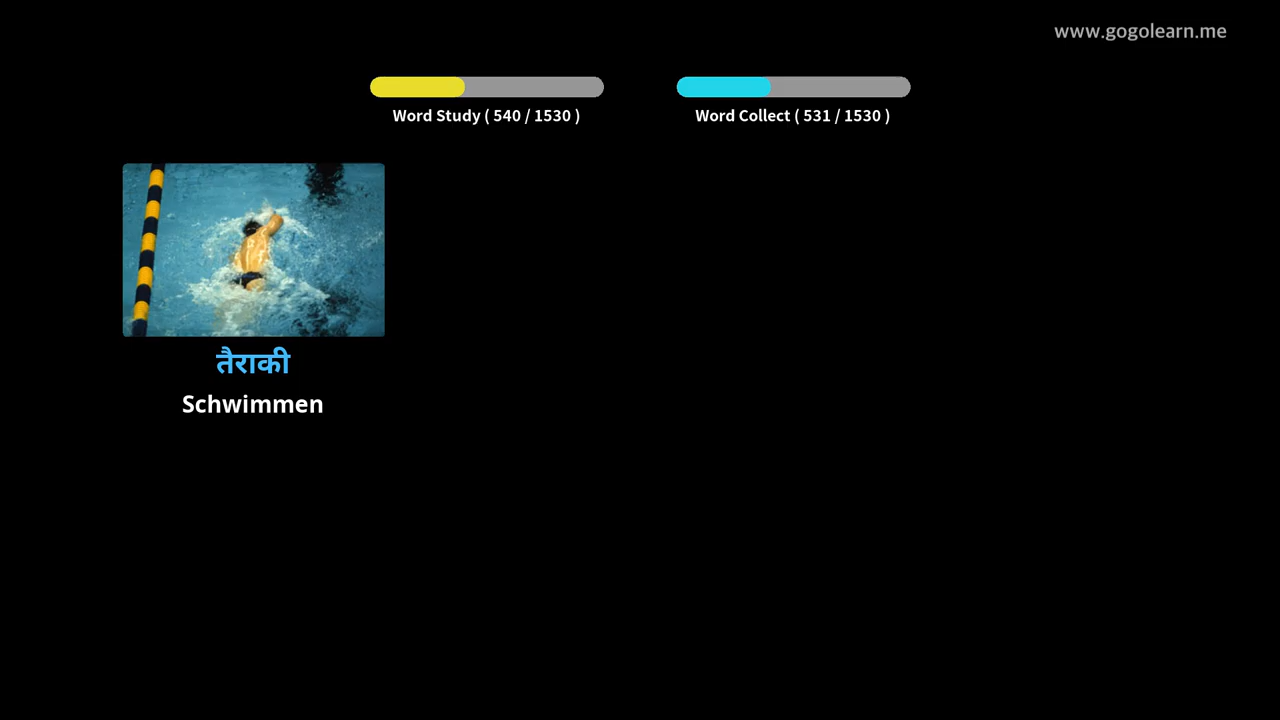 www.gogolearn.me
Word Study ( 540 / 1530 )
Word Collect ( 531 / 1530 )
तैराकी
Schwimmen